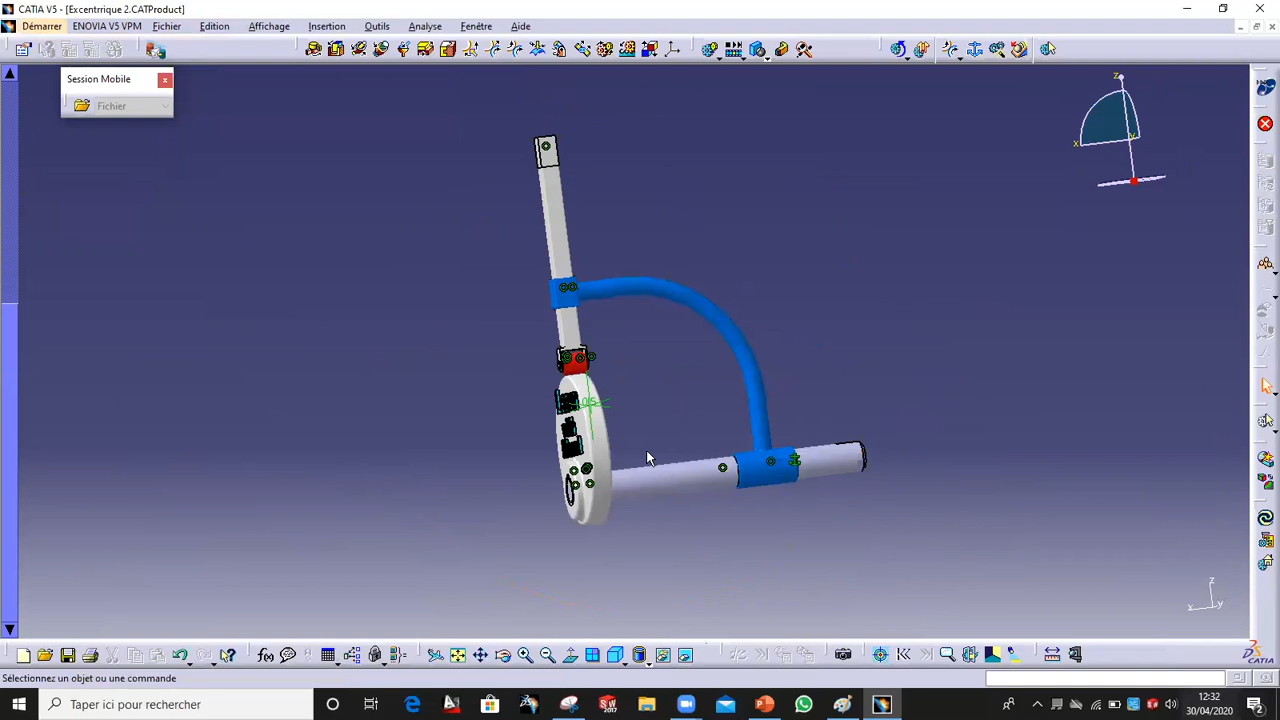 CATIA V5 - [Excentrrique 2.CATProduct]
Démarrer ENOVIA V5 VPM Fichier Edition Affichage Insertion Outils Analyse Fenêtre Aide
Session Mobile
Fichier
z
x
y
z
x y
Sélectionnez un objet ou une commande
Taper ici pour rechercher
12:32
30/04/2020